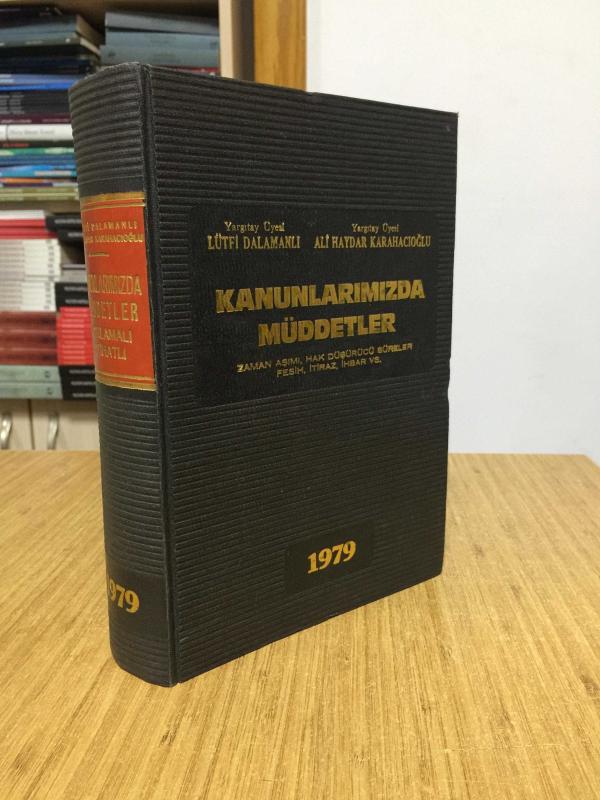 Yargıtay Üyesi
LÜTFİ DALAMANLI
Yargıtay Üyesi
ALİ HAYDAR KARAHACIOĞLU
KANUNLARIMIZDA
MÜDDETLER
ZAMAN AŞIMI, HAK DÜŞÜRÜCÜ SÜRELER
FESİH, İTİRAZ, İHBAR VS.
1979
DALAMANLI
KARAHACIOĞLU
1979